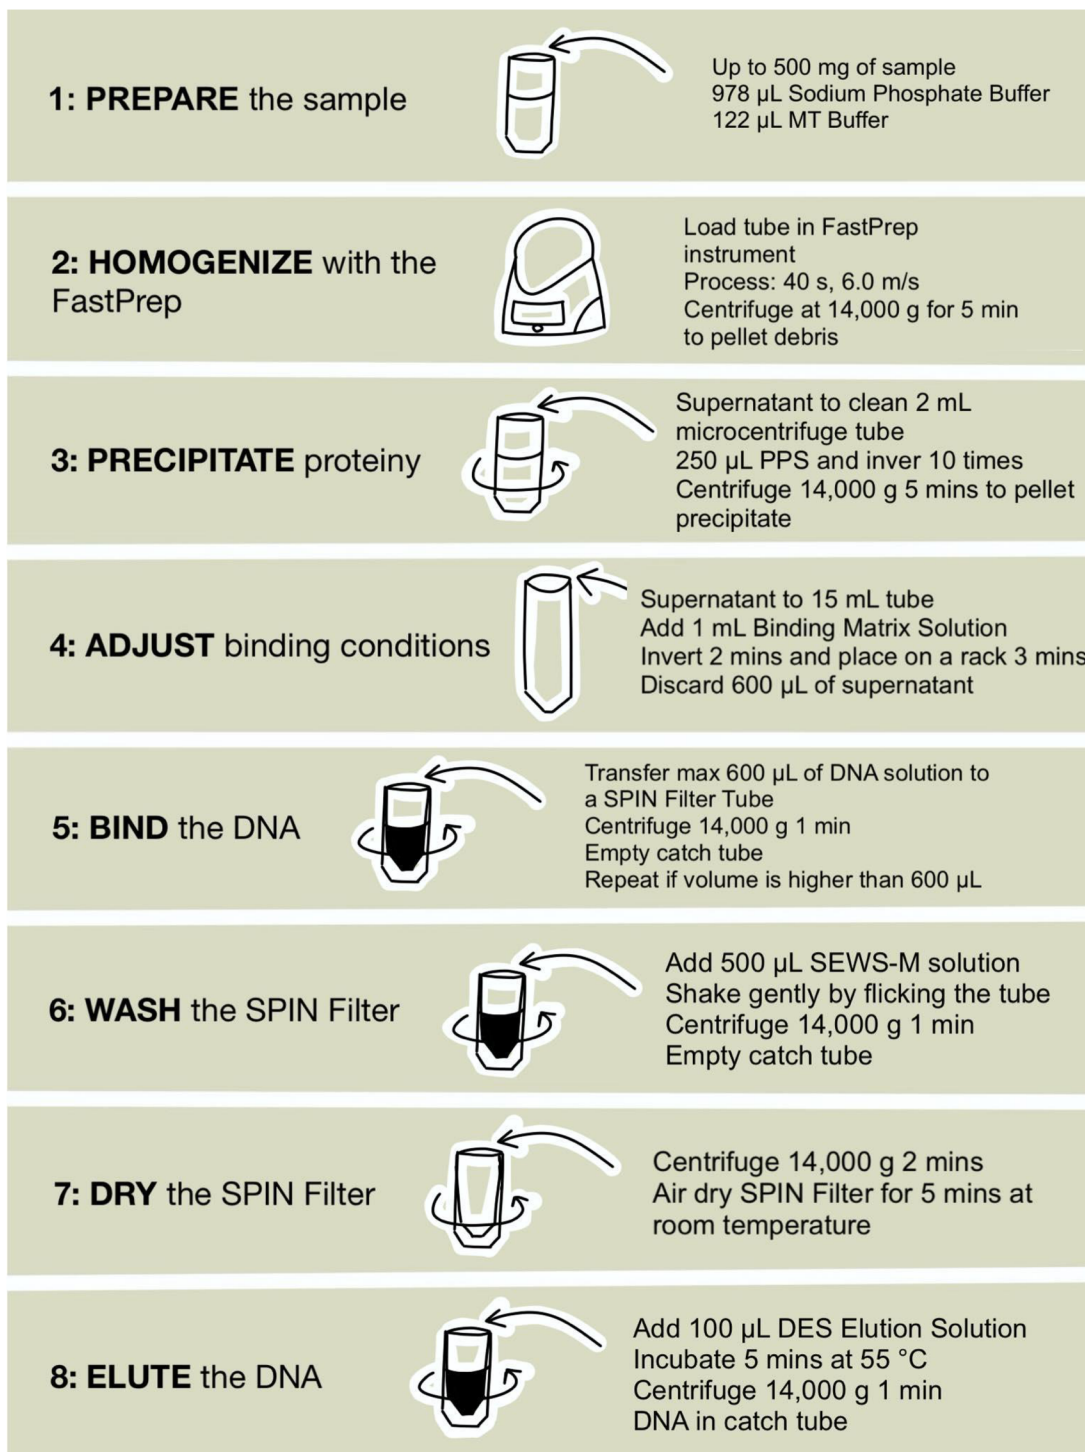 1: PREPARE the sample
Up to 500 mg of sample
978 µL Sodium Phosphate Buffer
122 µL MT Buffer
2: HOMOGENIZE with the
FastPrep
Load tube in FastPrep
instrument
Process: 40 s, 6.0 m/s
Centrifuge at 14,000 g for 5 min
to pellet debris
3: PRECIPITATE proteiny
Supernatant to clean 2 mL
microcentrifuge tube
250 µL PPS and inver 10 times
Centrifuge 14,000 g 5 mins to pellet
precipitate
4: ADJUST binding conditions
Supernatant to 15 mL tube
Add 1 mL Binding Matrix Solution
Invert 2 mins and place on a rack 3 mins
Discard 600 µL of supernatant
5: BIND the DNA
Transfer max 600 µL of DNA solution to
a SPIN Filter Tube
Centrifuge 14,000 g 1 min
Empty catch tube
Repeat if volume is higher than 600 µL
6: WASH the SPIN Filter
Add 500 µL SEWS-M solution
Shake gently by flicking the tube
Centrifuge 14,000 g 1 min
Empty catch tube
7: DRY the SPIN Filter
Centrifuge 14,000 g 2 mins
Air dry SPIN Filter for 5 mins at
room temperature
8: ELUTE the DNA
Add 100 µL DES Elution Solution
Incubate 5 mins at 55 °C
Centrifuge 14,000 g 1 min
DNA in catch tube